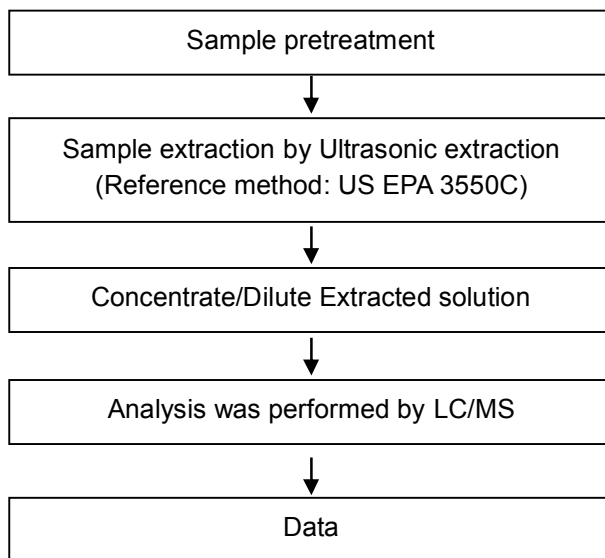 Sample pretreatment
Sample extraction by Ultrasonic extraction
(Reference method: US EPA 3550C)
Concentrate/Dilute Extracted solution
Analysis was performed by LC/MS
Data